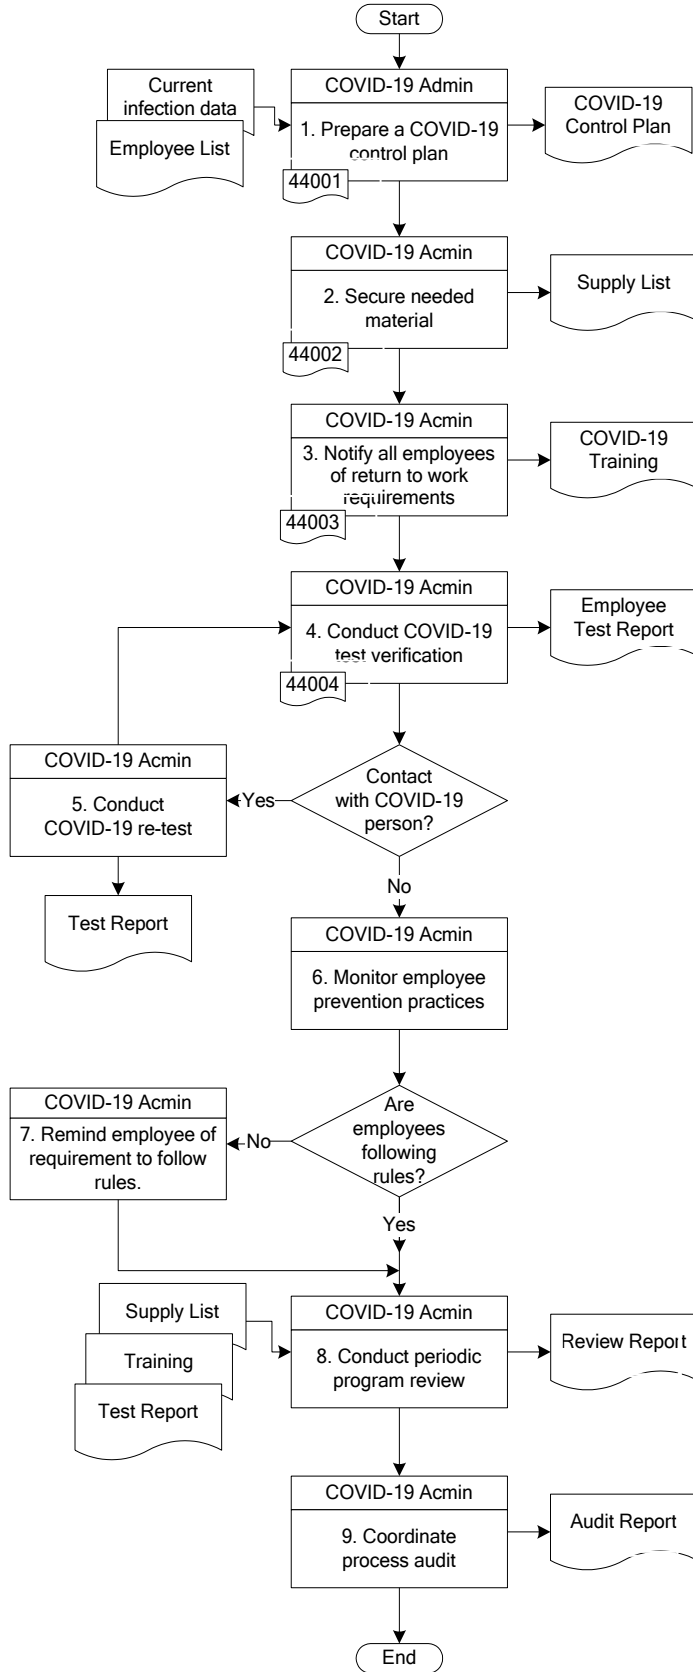 Start
Current
infection data
Employee List
COVID-19 Admin
1. Prepare a COVID-19
control plan
44001
COVID-19
Control Plan
COVID-19 Acmin
2. Secure needed
material
44002
Supply List
COVID-19 Admin
3. Notify all employees
of return to work
requirements
44003
COVID-19
Training
COVID-19 Admin
4. Conduct COVID-19
test verification
44004
Employee
Test Report
Contact
with COVID-19
person?
Yes
COVID-19 Acmin
5. Conduct
COVID-19 re-test
Test Report
No
COVID-19 Acmin
6. Monitor employee
prevention practices
Are
employees
following
rules?
No
COVID-19 Acmin
7. Remind employee of
requirement to follow
rules.
Yes
Supply List
Training
Test Report
COVID-19 Acmin
8. Conduct periodic
program review
Review Report
COVID-19 Acmin
9. Coordinate
process audit
Audit Report
End